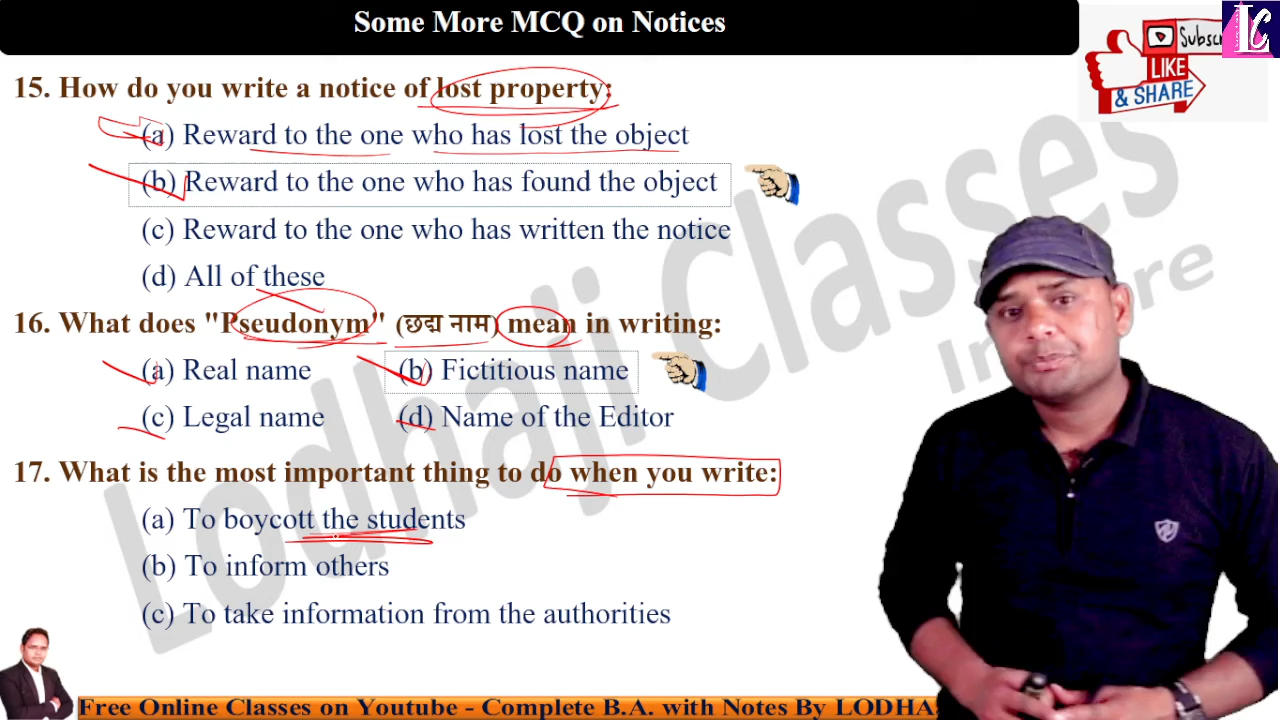 Some More MCQ on Notices
Subscr
LC
LIKE
& SHARE
15. How do you write a notice of lost property:
(a) Reward to the one who has lost the object
(b) Reward to the one who has found the object
(c) Reward to the one who has written the notice
(d) All of these
16. What does "Pseudonym" (छद्म नाम) mean in writing:
(a) Real name (b) Fictitious name
(c) Legal name (d) Name of the Editor
17. What is the most important thing to do when you write:
(a) To boycott the students
(b) To inform others
(c) To take information from the authorities
Lodhaji Classes
Free Online Classes on Youtube - Complete B.A. with Notes By LODHA